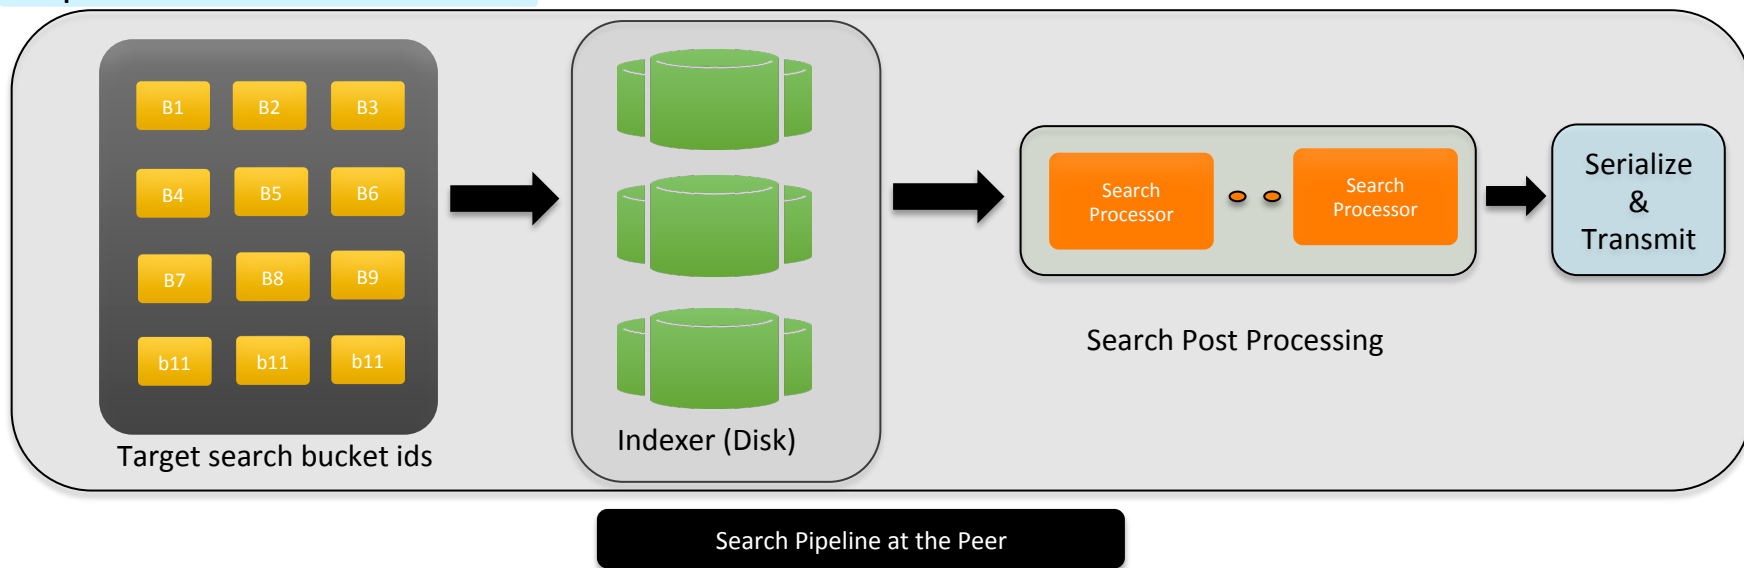 B1 B2 B3
B4 B5 B6
B7 B8 B9
b11 b11 b11
Target search bucket ids
Indexer (Disk)
Search
Processor
Search
Processor
Search Post Processing
Serialize
&
Transmit
Search Pipeline at the Peer